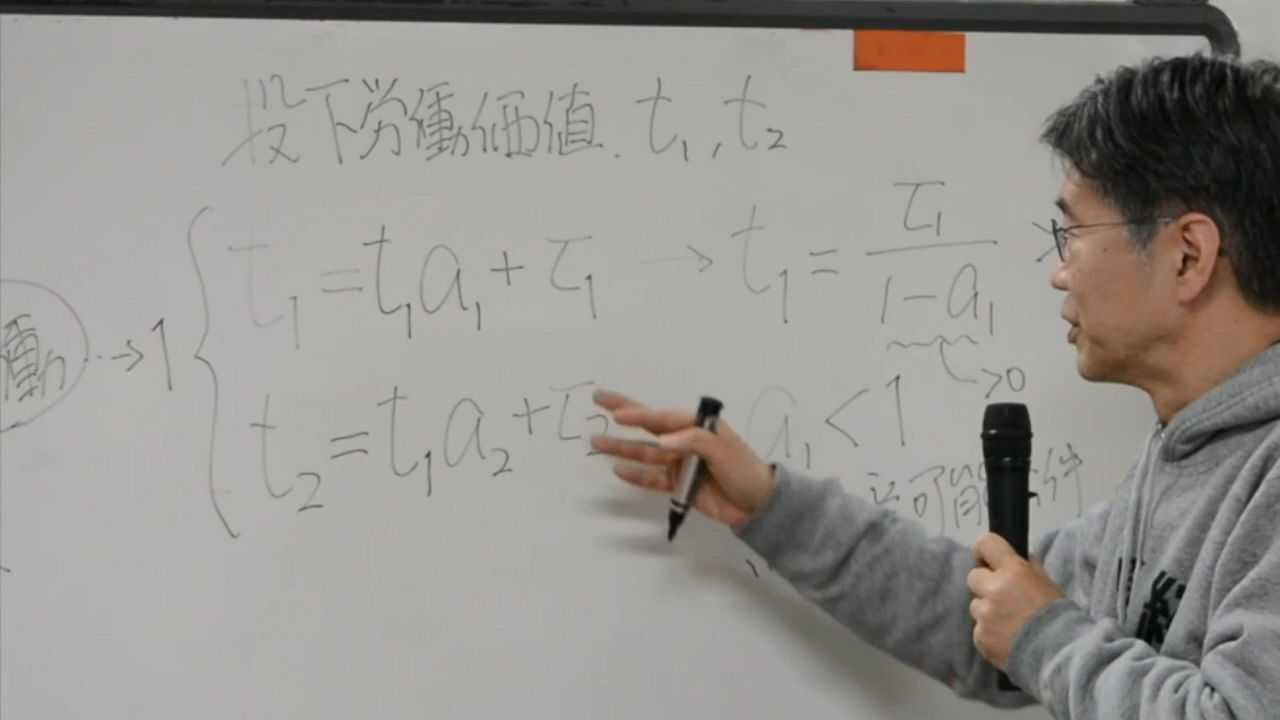 投下労働価値. t₁, t₂
t₁ = t₁a₁ + τ₁ → t₁ = τ₁ / (1 - a₁)
働 → 1
>0
t₂ = t₁a₂ + τ₂ a₁ < 1
可能 件